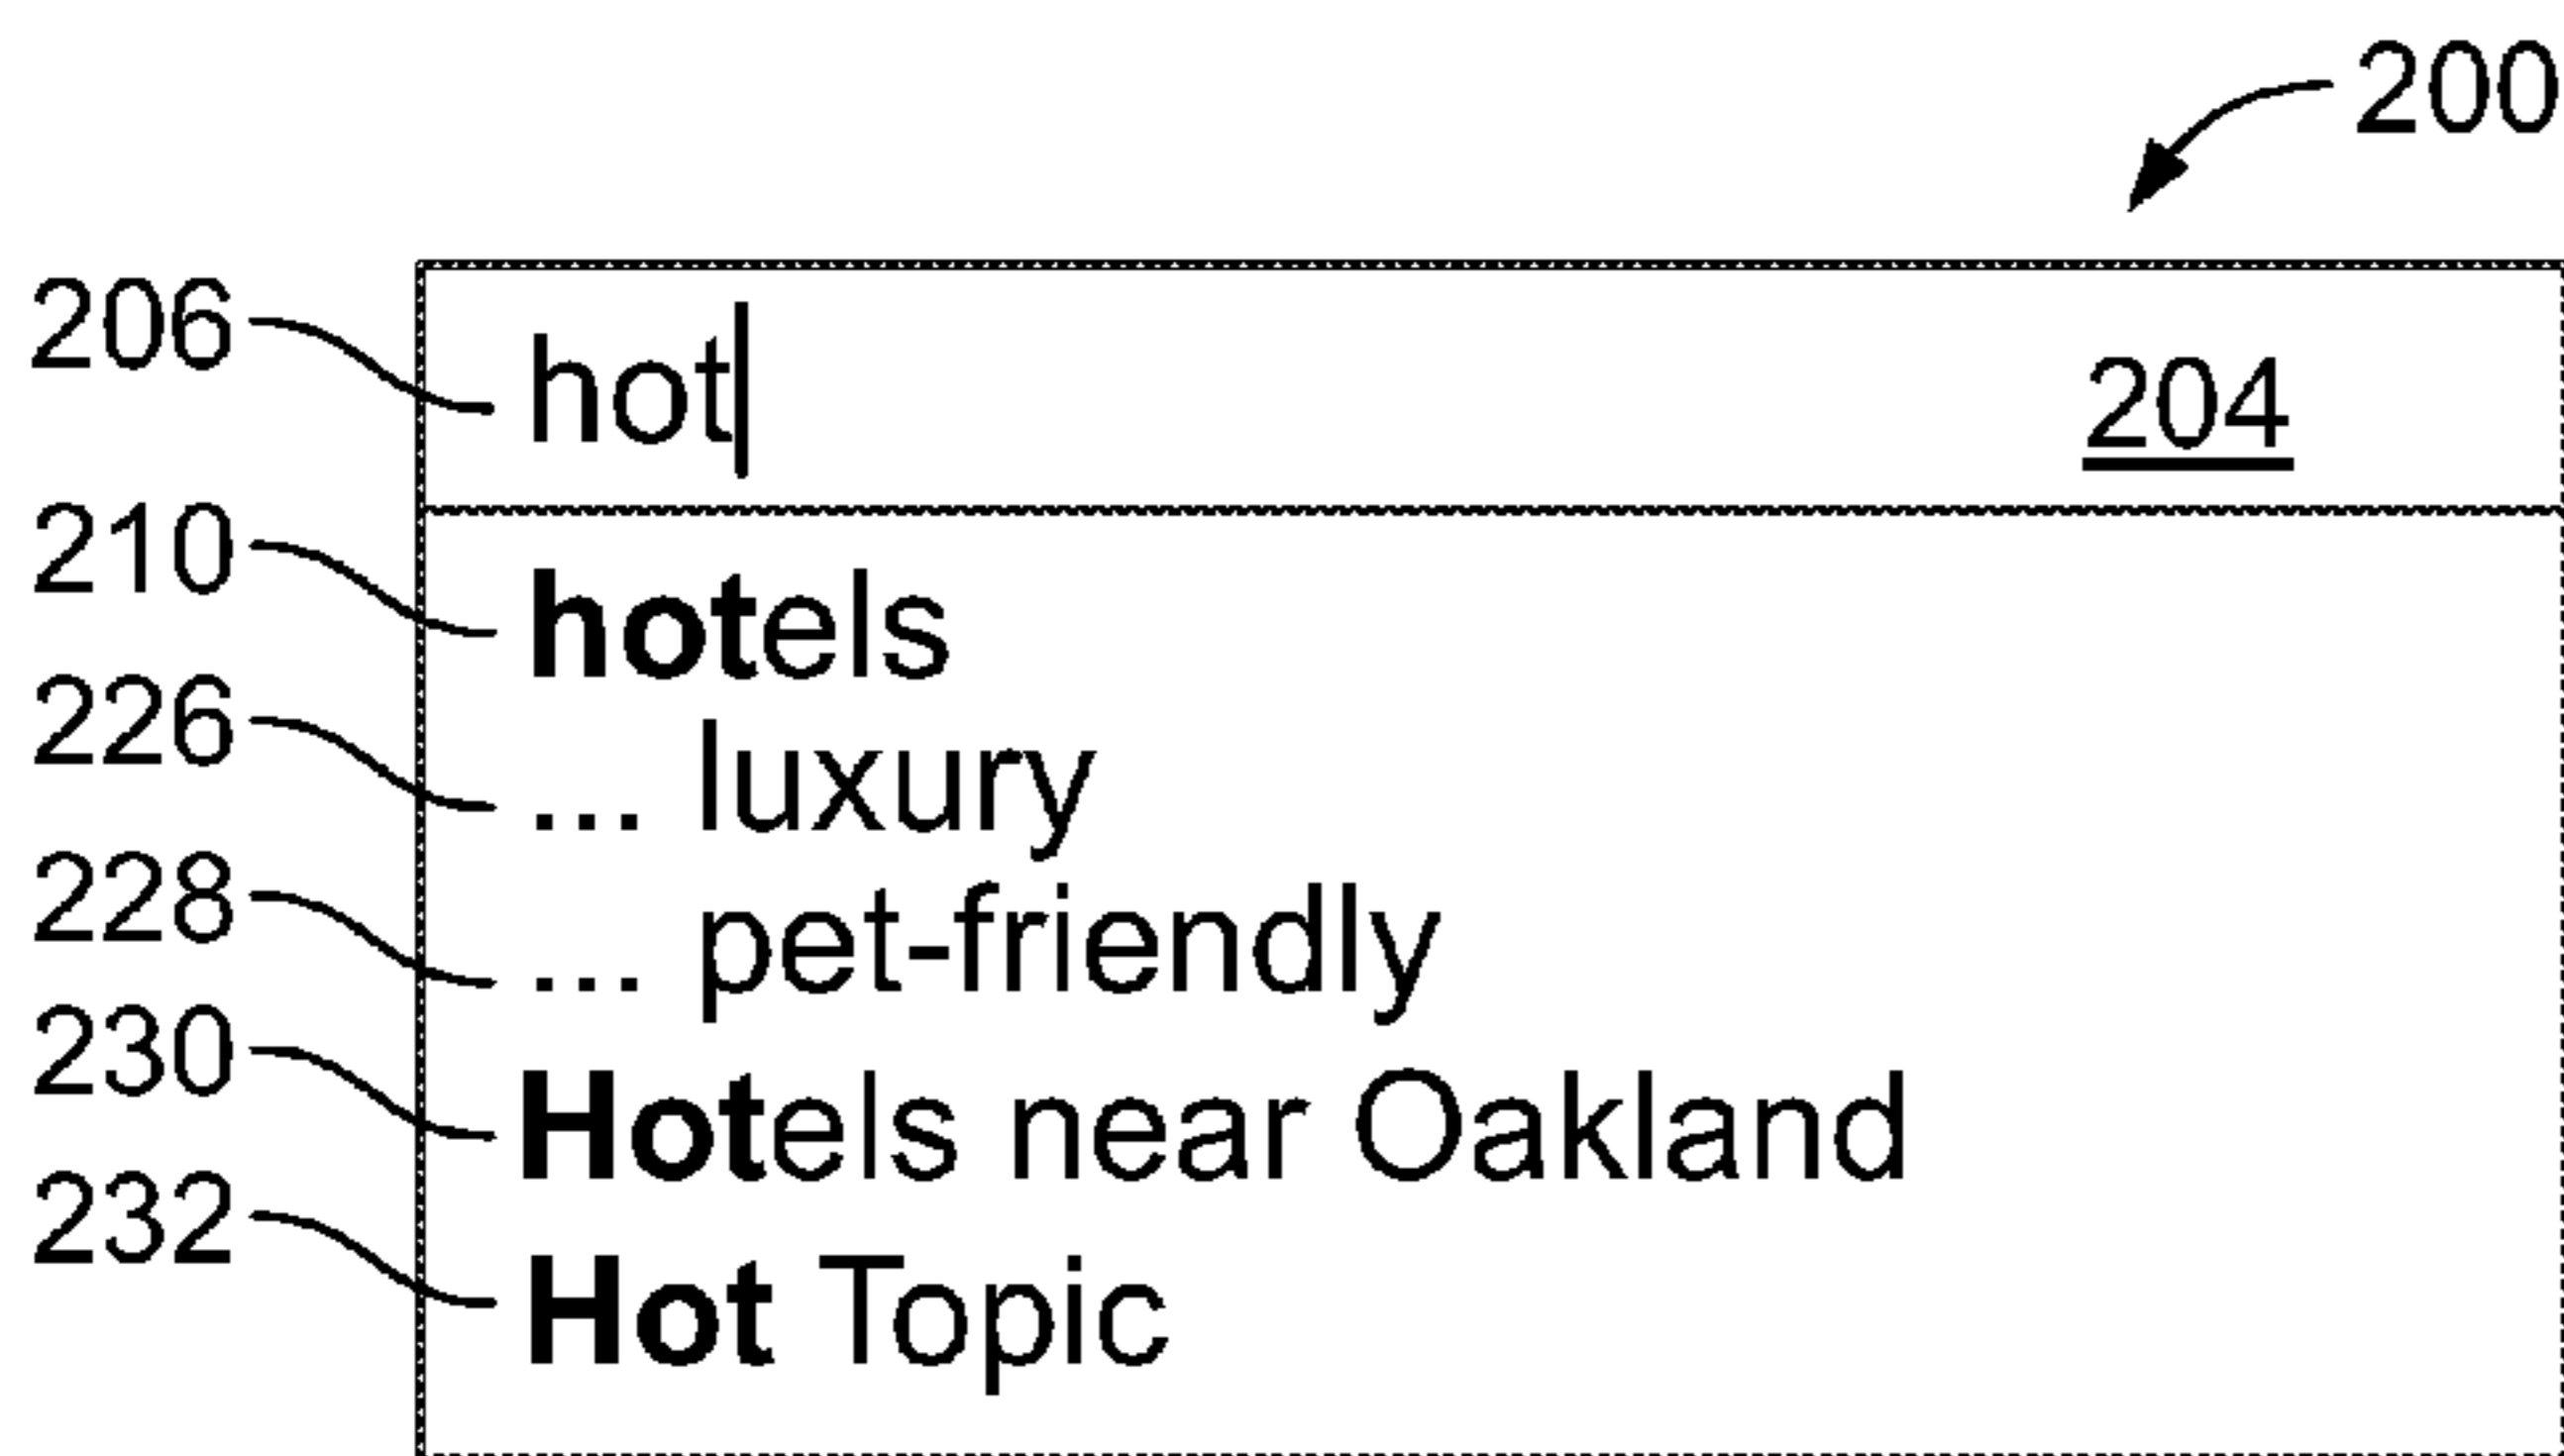 200
206 hot 204
210 hotels
226 ... luxury
228 ... pet-friendly
230 Hotels near Oakland
232 Hot Topic